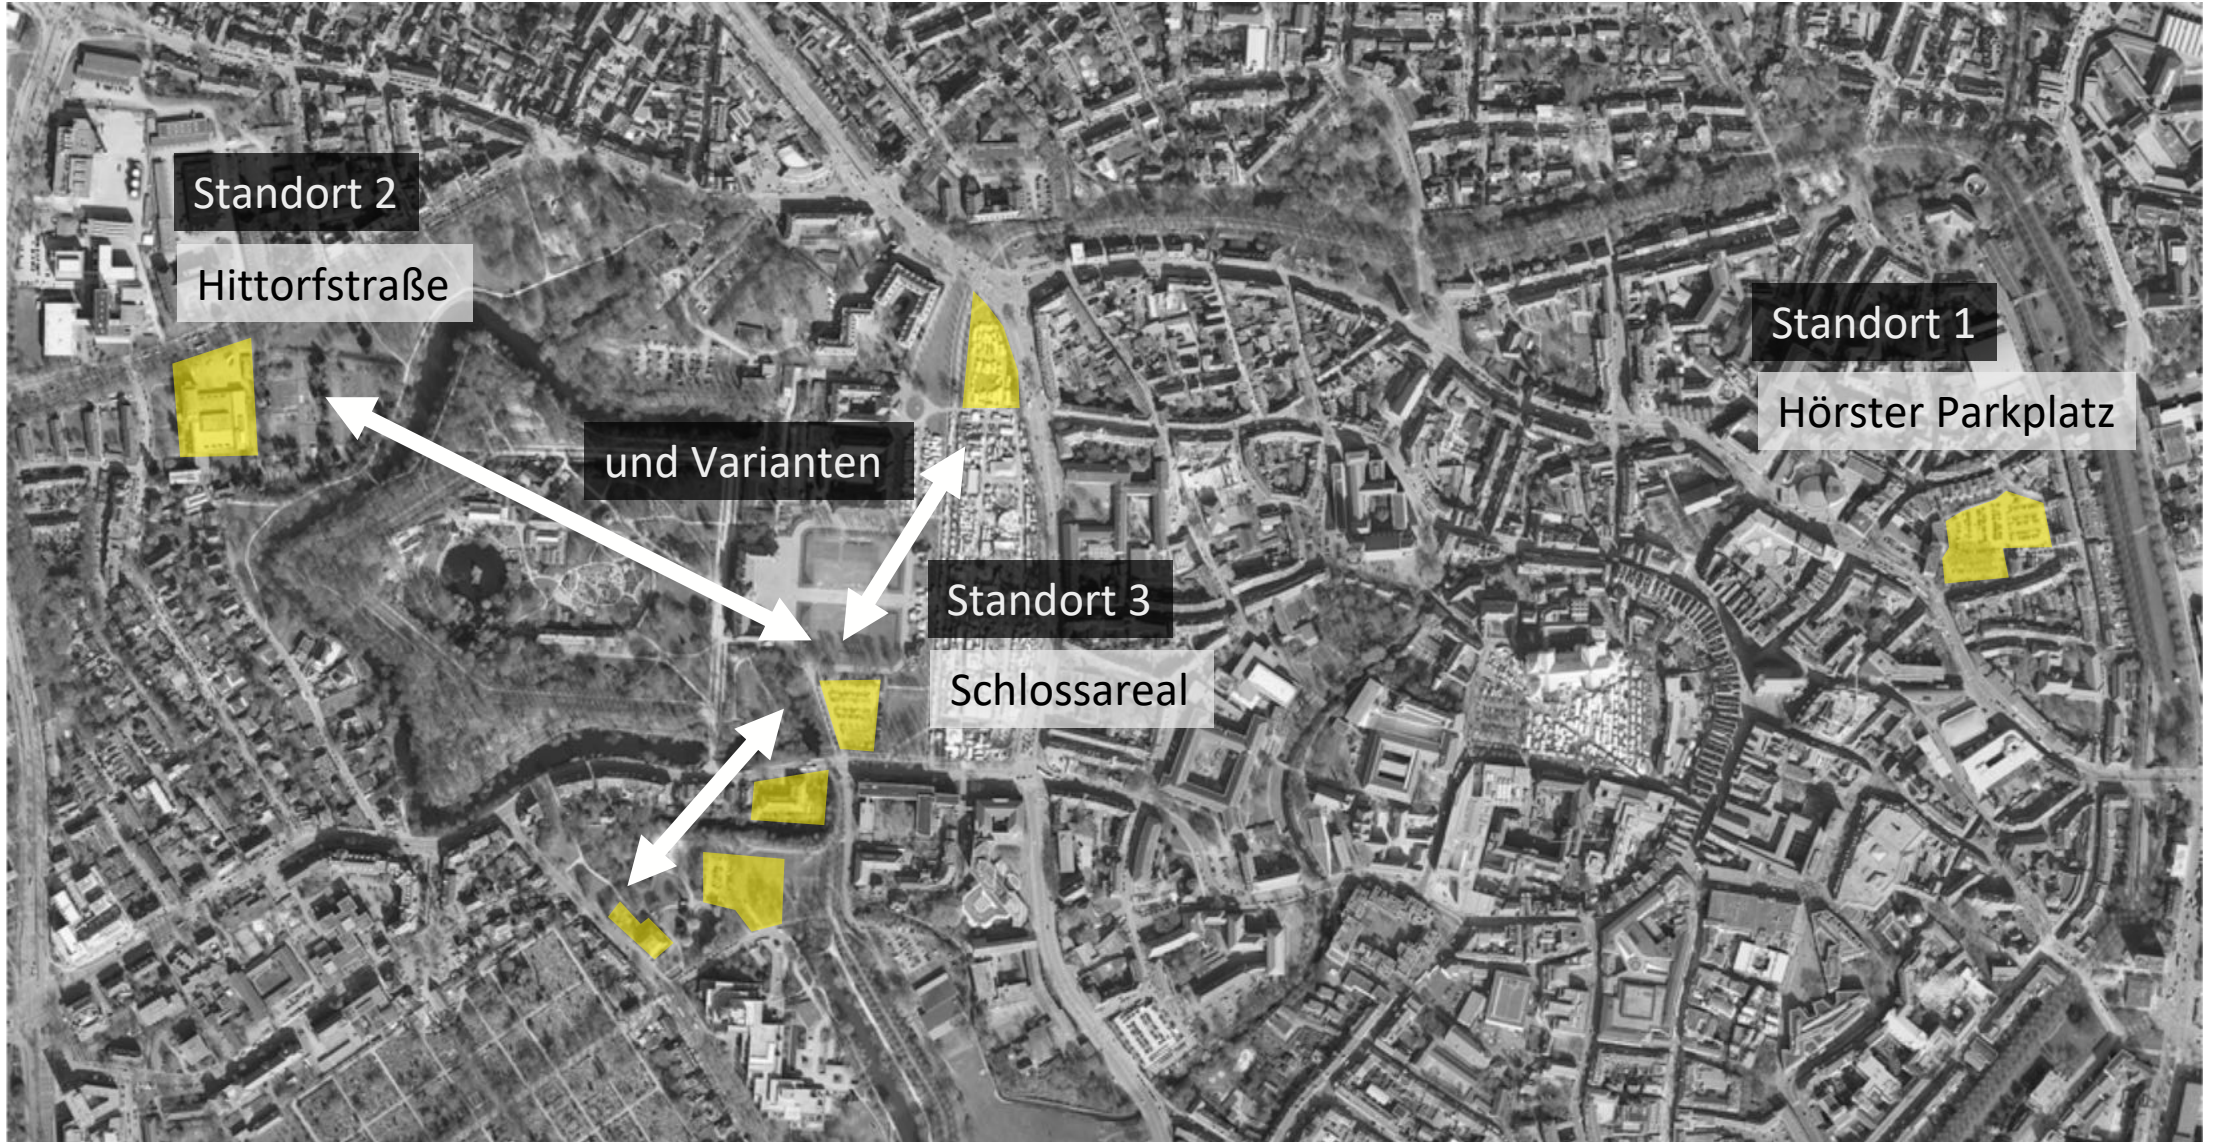 Standort 2
Hittorfstraße
Standort 1
Hörster Parkplatz
und Varianten
Standort 3
Schlossareal